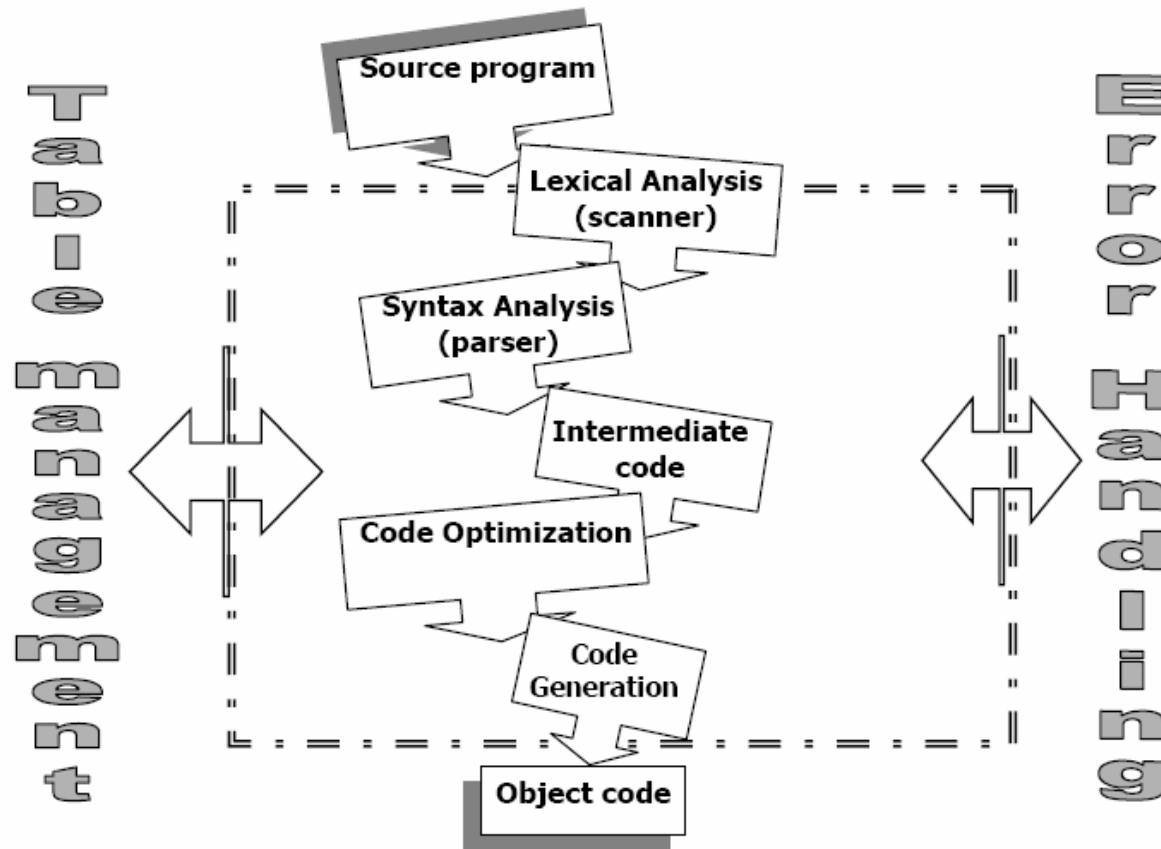 Source program
Lexical Analysis
(scanner)
Syntax Analysis
(parser)
Intermediate
code
Code Optimization
Code
Generation
Object code
Table management
Error Handling